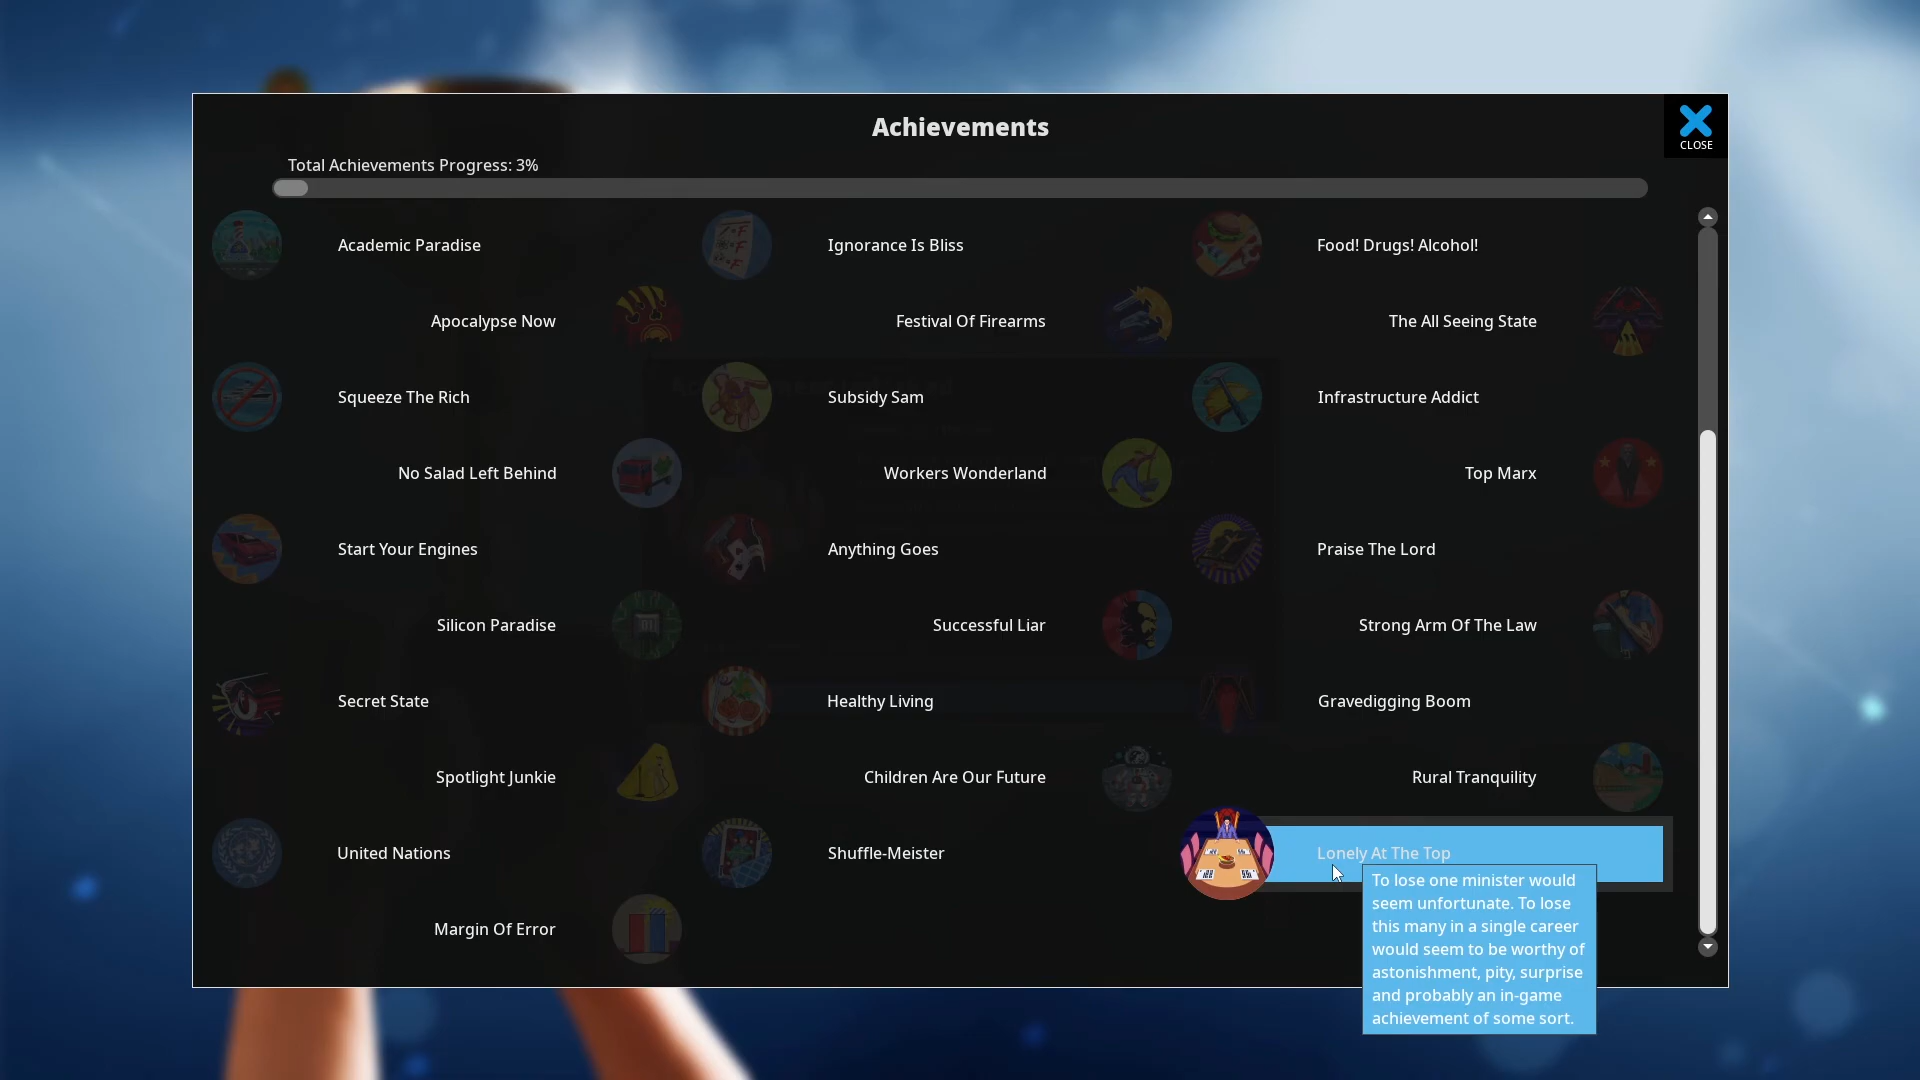 Achievements
CLOSE
Total Achievements Progress: 3%
Academic Paradise
Ignorance Is Bliss
Food! Drugs! Alcohol!
Apocalypse Now
Festival Of Firearms
The All Seeing State
Squeeze The Rich
Subsidy Sam
Infrastructure Addict
No Salad Left Behind
Workers Wonderland
Top Marx
Start Your Engines
Anything Goes
Praise The Lord
Silicon Paradise
Successful Liar
Strong Arm Of The Law
Secret State
Healthy Living
Gravedigging Boom
Spotlight Junkie
Children Are Our Future
Rural Tranquility
United Nations
Shuffle-Meister
Lonely At The Top
Margin Of Error
To lose one minister would
seem unfortunate. To lose
this many in a single career
would seem to be worthy of
astonishment, pity, surprise
and probably an in-game
achievement of some sort.